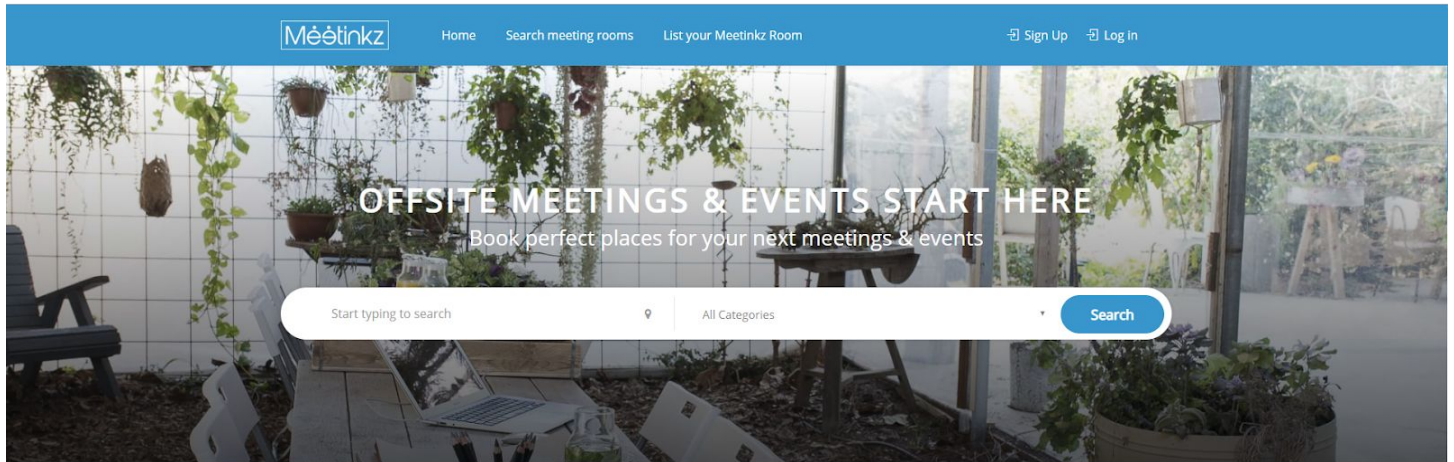 Meetinkz
Home
Search meeting rooms
List your Meetinkz Room
Sign Up
Log in
OFFSITE MEETINGS & EVENTS START HERE
Book perfect places for your next meetings & events
Start typing to search
All Categories
Search